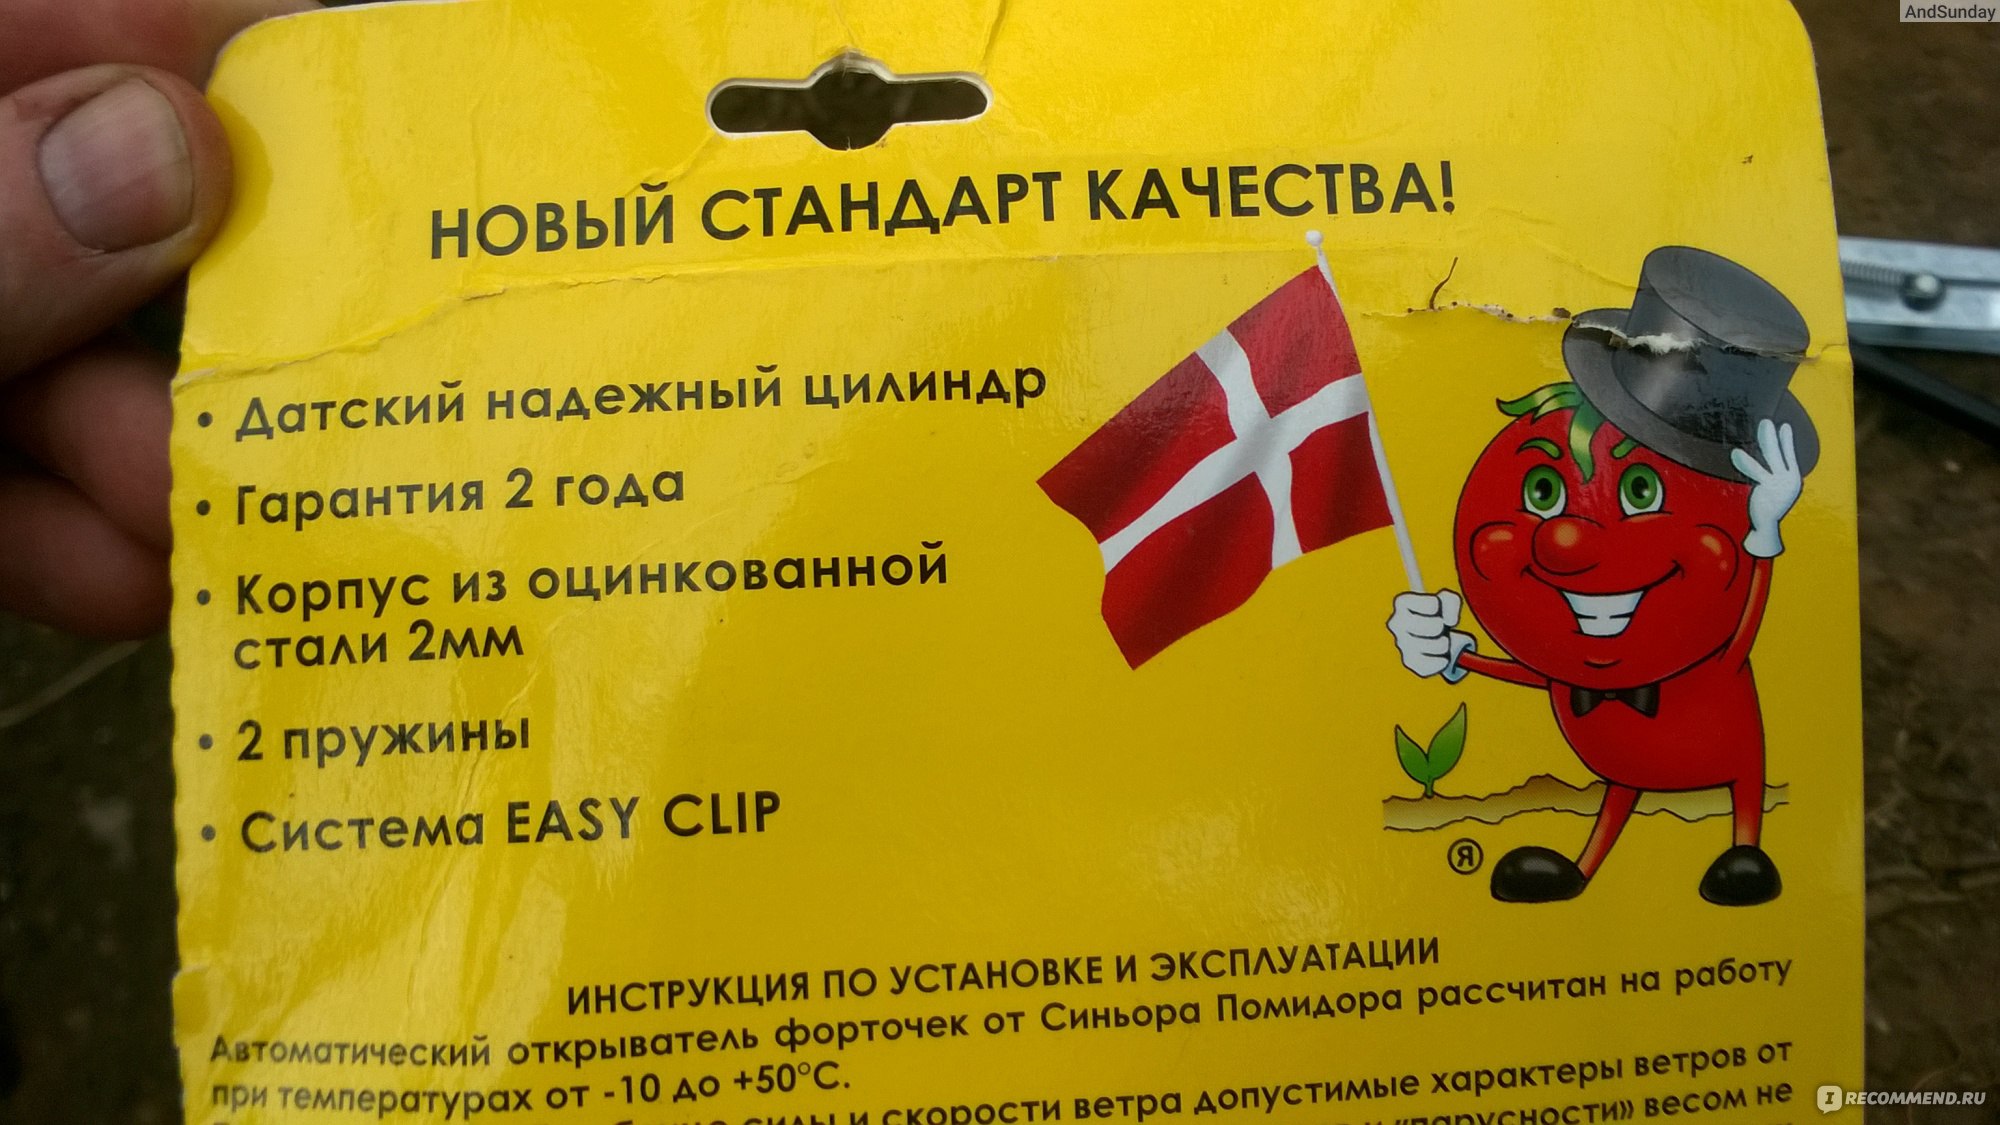 AndSunday
НОВЫЙ СТАНДАРТ КАЧЕСТВА!
• Датский надежный цилиндр
• Гарантия 2 года
• Корпус из оцинкованной
стали 2мм
• 2 пружины
• Система EASY CLIP
®
ИНСТРУКЦИЯ ПО УСТАНОВКЕ И ЭКСПЛУАТАЦИИ
Автоматический открыватель форточек от Синьора Помидора рассчитан на работу
при температурах от -10 до +50°С.
силы и скорости ветра допустимые характеры ветров от
и «парусности» весом не
IRECOMMEND.RU